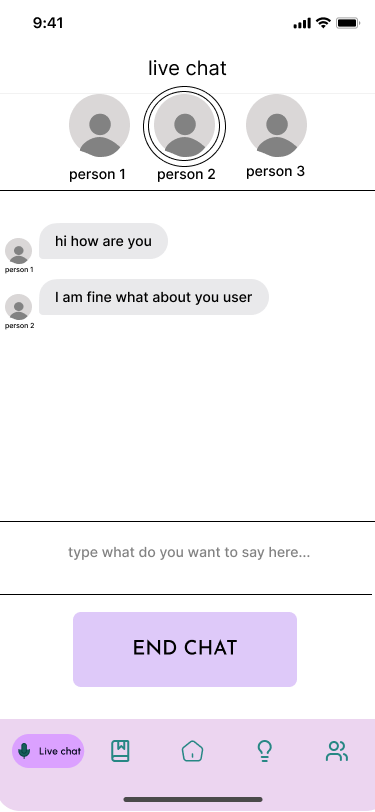 9:41
live chat
person 1
person 2
person 3
hi how are you
person 1
I am fine what about you user
person 2
type what do you want to say here...
END CHAT
Live chat